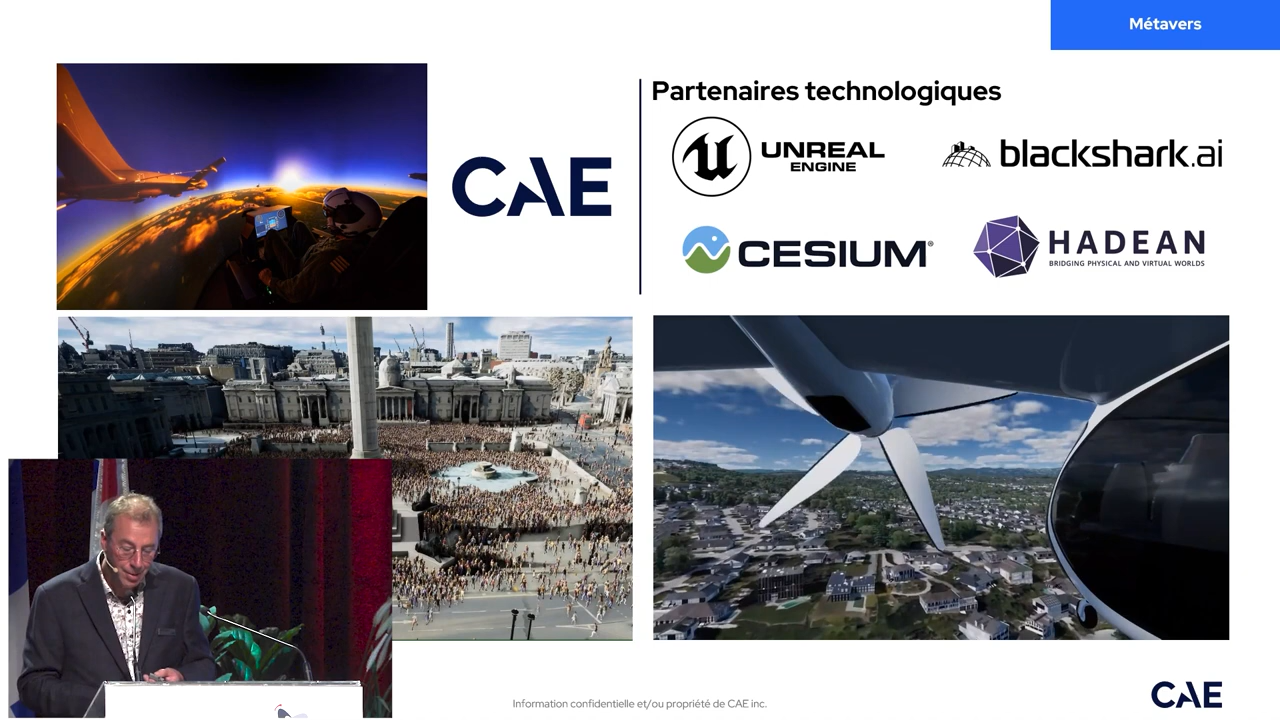 Métavers
Partenaires technologiques
CAE
UNREAL
ENGINE
blackshark.ai
CESIUM®
HADEAN
BRIDGING PHYSICAL AND VIRTUAL WORLDS
Information confidentielle et/ou propriété de CAE inc.
CAE